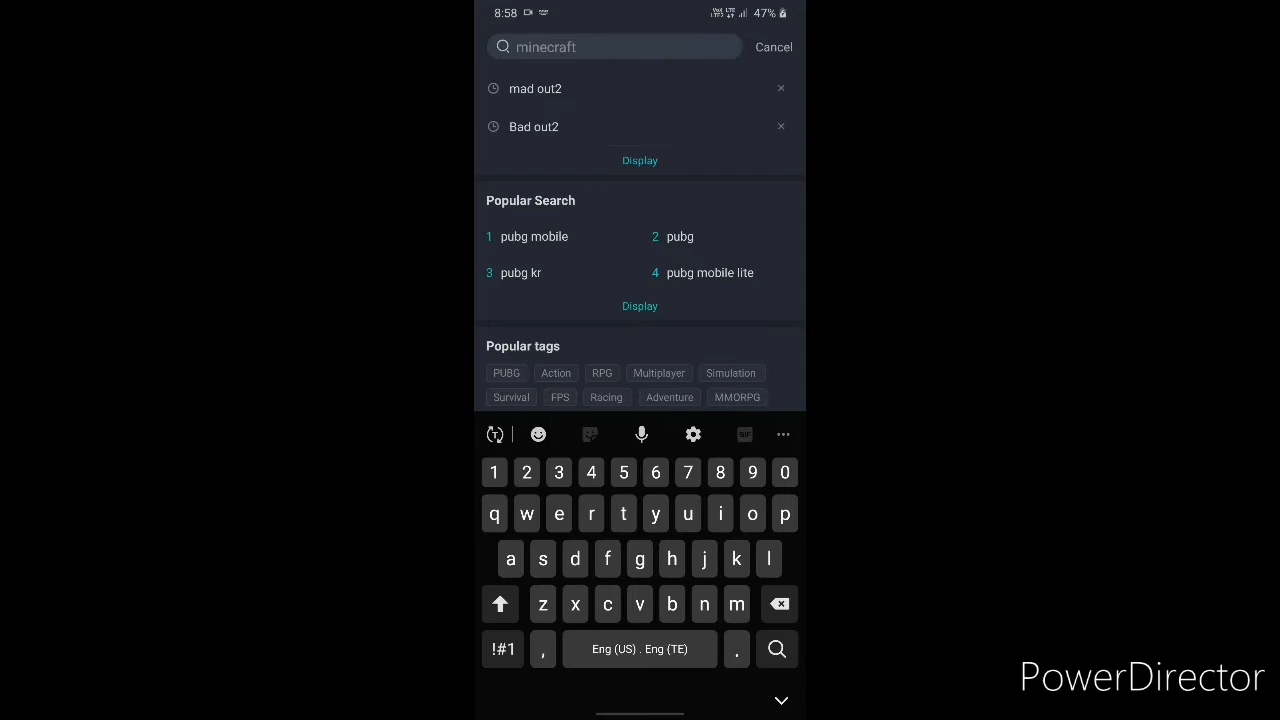 8:58 47%
minecraft Cancel
mad out2
Bad out2
Display
Popular Search
1 pubg mobile 2 pubg
3 pubg kr 4 pubg mobile lite
Display
Popular tags
PUBG Action RPG Multiplayer Simulation
Survival FPS Racing Adventure MMORPG
GIF
1 2 3 4 5 6 7 8 9 0
q w e r t y u i o p
a s d f g h j k l
z x c v b n m
!#1 , Eng (US) . Eng (TE) .
PowerDirector